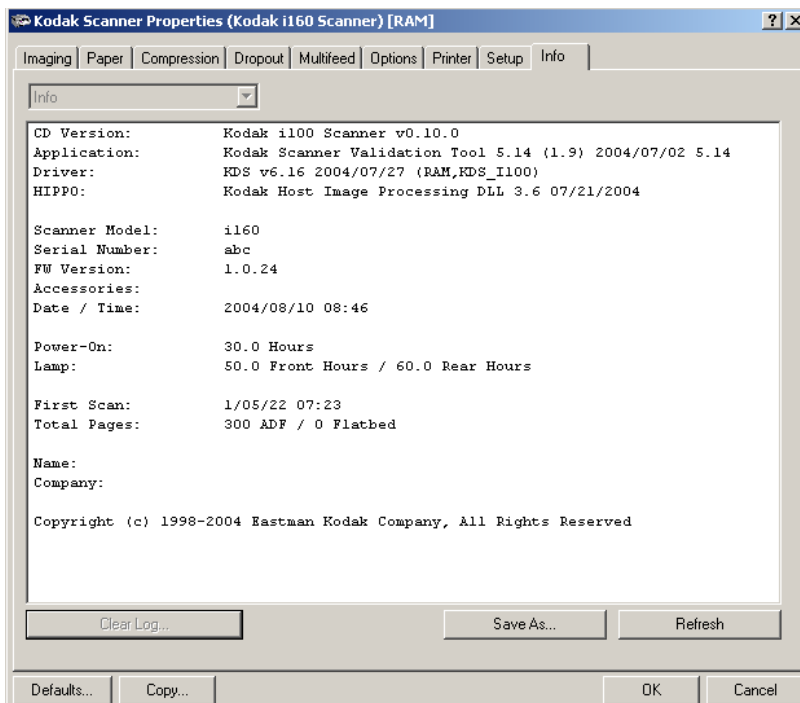 Kodak Scanner Properties (Kodak i160 Scanner) [RAM]
Imaging Paper Compression Dropout Multifeed Options Printer Setup Info
Info
CD Version: Kodak i100 Scanner v0.10.0
Application: Kodak Scanner Validation Tool 5.14 (1.9) 2004/07/02 5.14
Driver: KDS v6.16 2004/07/27 (RAM,KDS_I100)
HIPPO: Kodak Host Image Processing DLL 3.6 07/21/2004
Scanner Model: i160
Serial Number: abc
FW Version: 1.0.24
Accessories:
Date / Time: 2004/08/10 08:46
Power-On: 30.0 Hours
Lamp: 50.0 Front Hours / 60.0 Rear Hours
First Scan: 1/05/22 07:23
Total Pages: 300 ADF / 0 Flatbed
Name:
Company:
Copyright (c) 1998-2004 Eastman Kodak Company, All Rights Reserved
Clear Log... Save As... Refresh
Defaults... Copy... OK Cancel